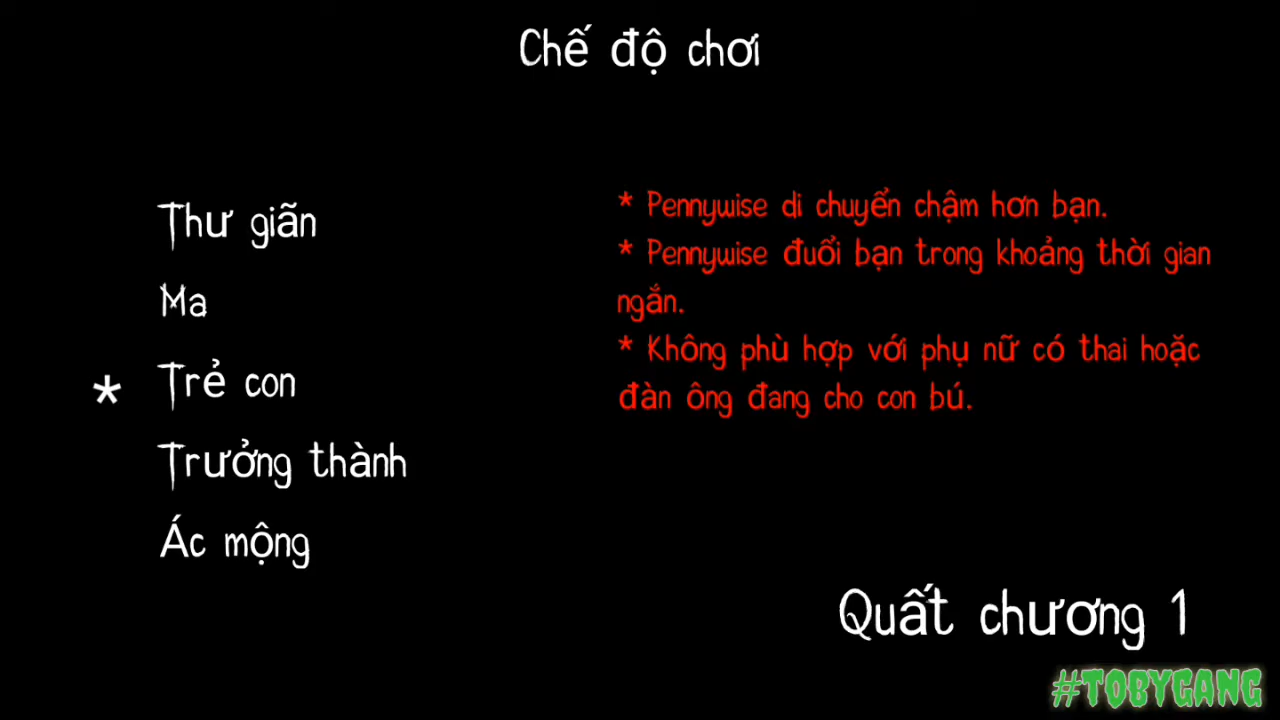 Chế độ chơi
Thư giãn
Ma
* Trẻ con
Trưởng thành
Ác mộng
* Pennywise di chuyển chậm hơn bạn.
* Pennywise đuổi bạn trong khoảng thời gian
ngắn.
* Không phù hợp với phụ nữ có thai hoặc
đàn ông đang cho con bú.
Quất chương 1
#TOBYGANG